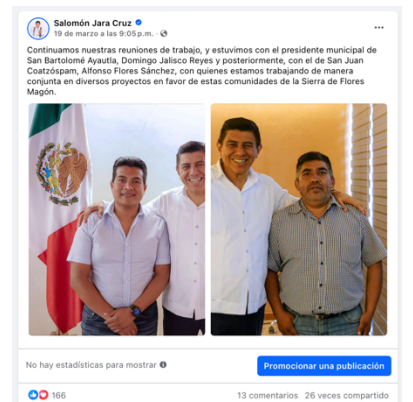 Salomón Jara Cruz
19 de marzo a las 9:05 p.m. ·
Continuamos nuestras reuniones de trabajo, y estuvimos con el presidente municipal de
San Bartolomé Ayautla, Domingo Jalisco Reyes y posteriormente, con el de San Juan
Coatzóspam, Alfonso Flores Sánchez, con quienes estamos trabajando de manera
conjunta en diversos proyectos en favor de estas comunidades de la Sierra de Flores
Magón.
No hay estadísticas para mostrar
Promocionar una publicación
166
13 comentarios 26 veces compartido